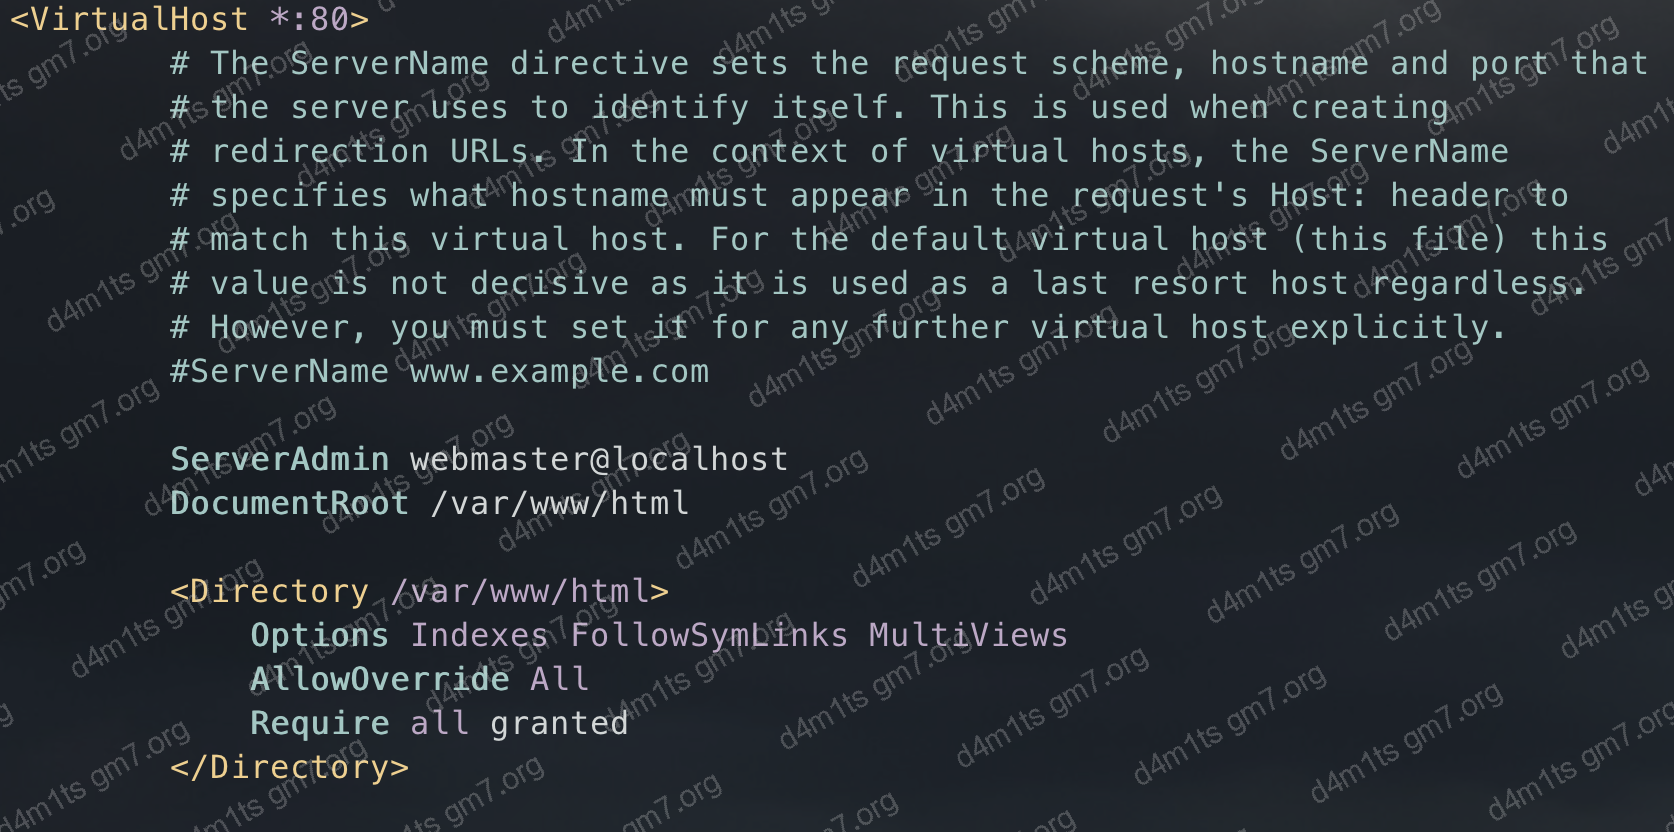 <VirtualHost *:80>
        # The ServerName directive sets the request scheme, hostname and port that
        # the server uses to identify itself. This is used when creating
        # redirection URLs. In the context of virtual hosts, the ServerName
        # specifies what hostname must appear in the request's Host: header to
        # match this virtual host. For the default virtual host (this file) this
        # value is not decisive as it is used as a last resort host regardless.
        # However, you must set it for any further virtual host explicitly.
        #ServerName www.example.com

        ServerAdmin webmaster@localhost
        DocumentRoot /var/www/html

        <Directory /var/www/html>
            Options Indexes FollowSymLinks MultiViews
            AllowOverride All
            Require all granted
        </Directory>
d4m1ts gm7.org